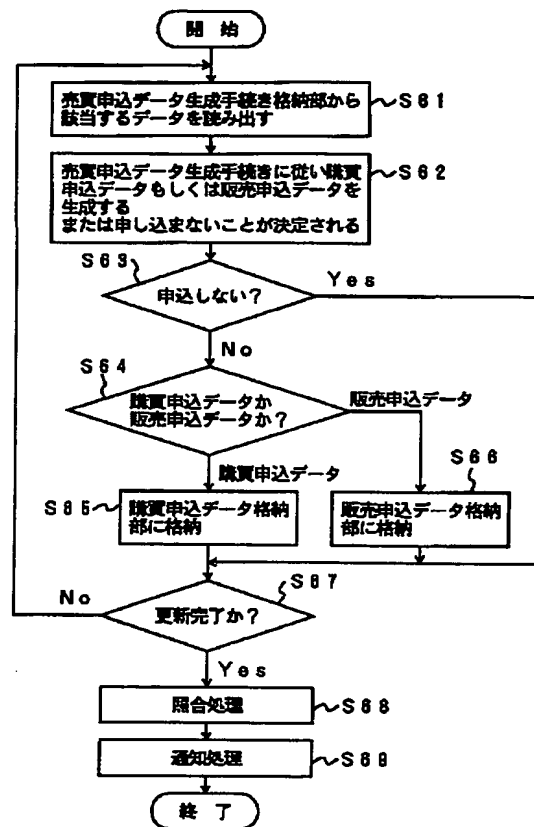 開 始
売買申込データ生成手続き格納部から
該当するデータを読み出す
S61
売買申込データ生成手続きに従い購買
申込データもしくは販売申込データを
生成する
または申し込まないことが決定される
S62
S63
申込しない?
Yes
No
S64
購買申込データか
販売申込データか?
販売申込データ
購買申込データ
S65
購買申込データ格納
部に格納
S66
販売申込データ格納
部に格納
S67
更新完了か?
No
Yes
照合処理
S68
通知処理
S69
終 了